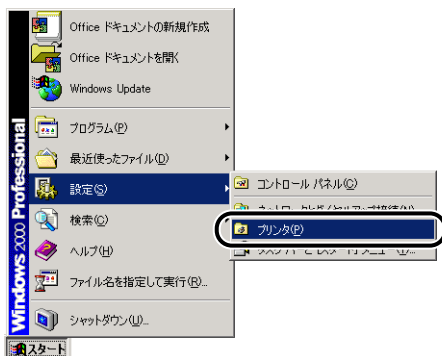 Office ドキュメントの新規作成
Office ドキュメントを開く
Windows Update
プログラム(P)
最近使ったファイル(D)
設定(S)
検索(C)
ヘルプ(H)
ファイル名を指定して実行(R)...
シャットダウン(U)...
Windows 2000 Professional
コントロール パネル(C)
プリンタ(P)
スタート